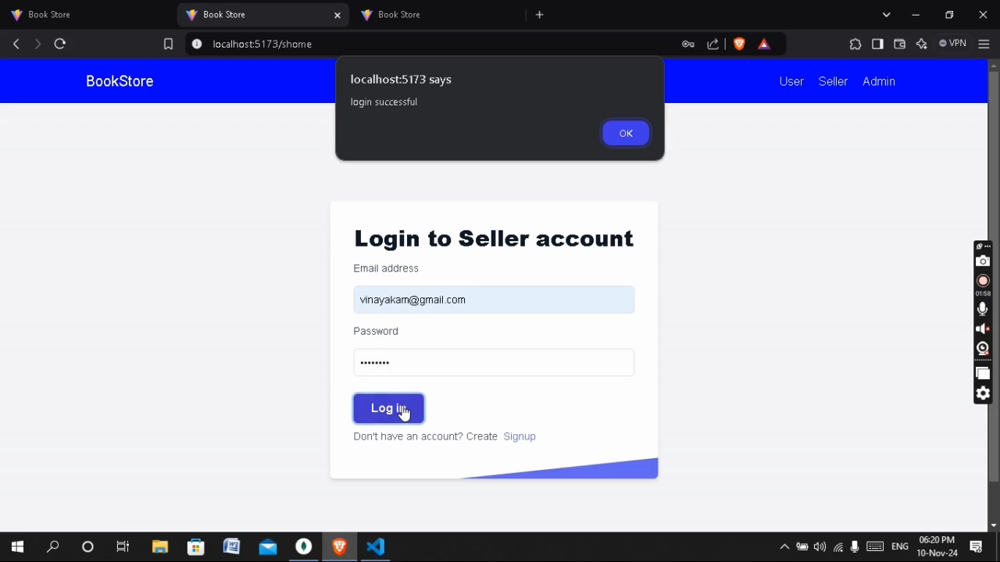 Book Store
Book Store
Book Store
localhost:5173/shome
VPN
BookStore
User
Seller
Admin
localhost:5173 says
login successful
OK
Login to Seller account
Email address
vinayakam@gmail.com
Password
Log in
Don't have an account? Create Signup
01:58
ENG
06:20 PM
10-Nov-24